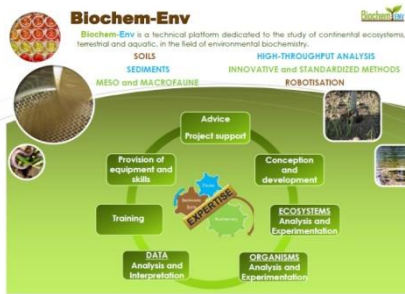 Biochem-Env
Biochem Env
Biochem-Env is a technical platform dedicated to the study of continental ecosystems,
terrestrial and aquatic, in the field of environmental biochemistry.
SOILS
HIGH-THROUGHPUT ANALYSIS
SEDIMENTS
INNOVATIVE and STANDARDIZED METHODS
MESO and MACROFAUNE
ROBOTISATION
Advice
Project support
Provision of
equipment and
skills
Conception
and
development
EXPERTISE
Training
ECOSYSTEMS
Analysis and
Experimentation
DATA
Analysis and
Interpretation
ORGANISMS
Analysis and
Experimentation